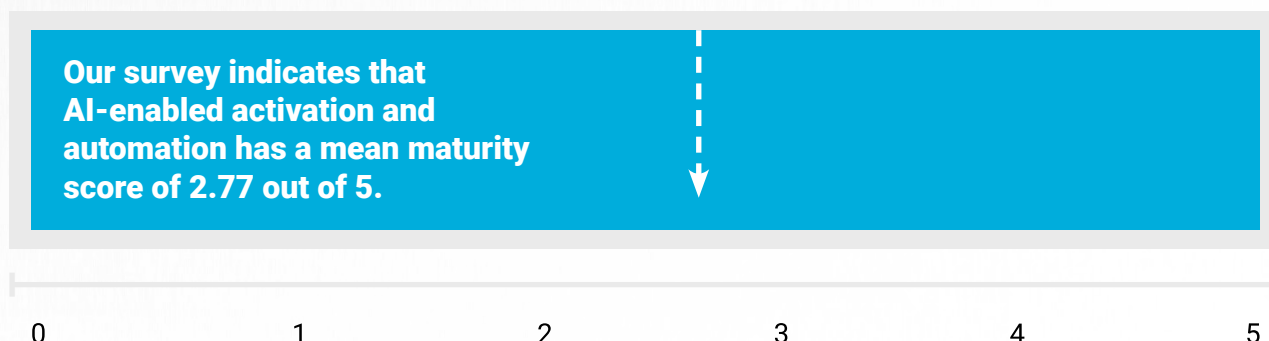 Our survey indicates that
AI-enabled activation and
automation has a mean maturity
score of 2.77 out of 5.
0 1 2 3 4 5